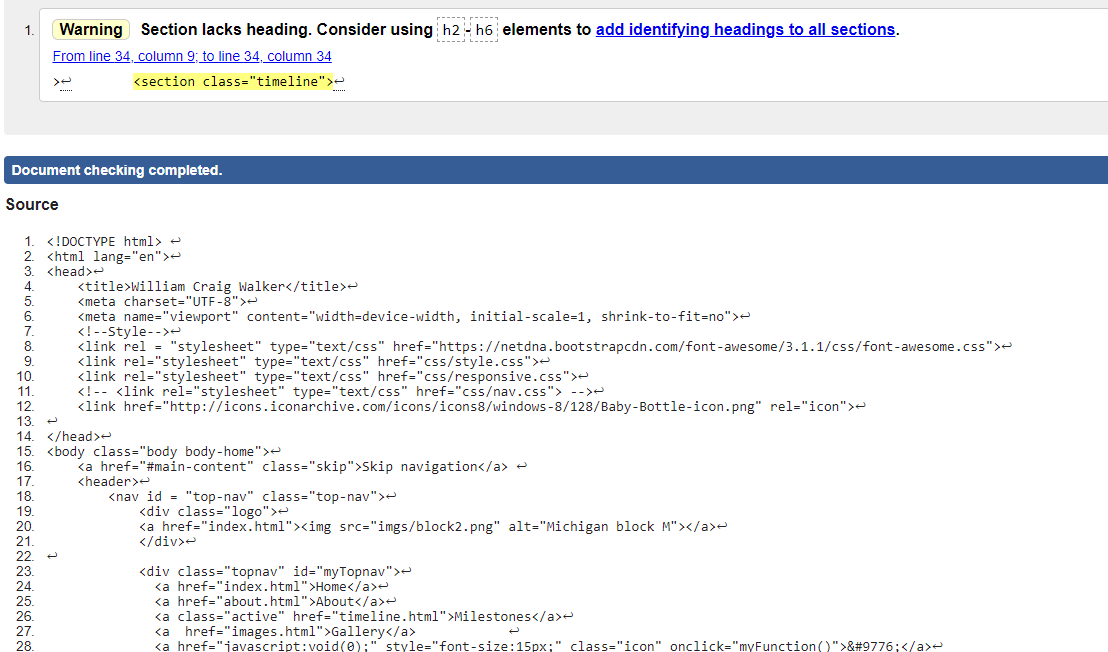 1. Warning Section lacks heading. Consider using h2-h6 elements to add identifying headings to all sections.
From line 34, column 9; to line 34, column 34
>↩        <section class="timeline">↩
Document checking completed.
Source
1. <!DOCTYPE html> ↩
2. <html lang="en">↩
3. <head>↩
4.     <title>William Craig Walker</title>↩
5.     <meta charset="UTF-8">↩
6.     <meta name="viewport" content="width=device-width, initial-scale=1, shrink-to-fit=no">↩
7.     <!--Style-->↩
8.     <link rel = "stylesheet" type="text/css" href="https://netdna.bootstrapcdn.com/font-awesome/3.1.1/css/font-awesome.css">↩
9.     <link rel="stylesheet" type="text/css" href="css/style.css">↩
10.     <link rel="stylesheet" type="text/css" href="css/responsive.css">↩
11.     <!-- <link rel="stylesheet" type="text/css" href="css/nav.css"> -->↩
12.     <link href="http://icons.iconarchive.com/icons/icons8/windows-8/128/Baby-Bottle-icon.png" rel="icon">↩
13. ↩
14. </head>↩
15. <body class="body body-home">↩
16.     <a href="#main-content" class="skip">Skip navigation</a> ↩
17.     <header>↩
18.         <nav id = "top-nav" class="top-nav">↩
19.             <div class="logo">↩
20.             <a href="index.html"><img src="imgs/block2.png" alt="Michigan block M"></a>↩
21.             </div>↩
22. ↩
23.             <div class="topnav" id="myTopnav">↩
24.               <a href="index.html">Home</a>↩
25.               <a href="about.html">About</a>↩
26.               <a class="active" href="timeline.html">Milestones</a>↩
27.               <a  href="images.html">Gallery</a>            ↩
28.               <a href="javascript:void(0);" style="font-size:15px;" class="icon" onclick="myFunction()">&#9776;</a>↩